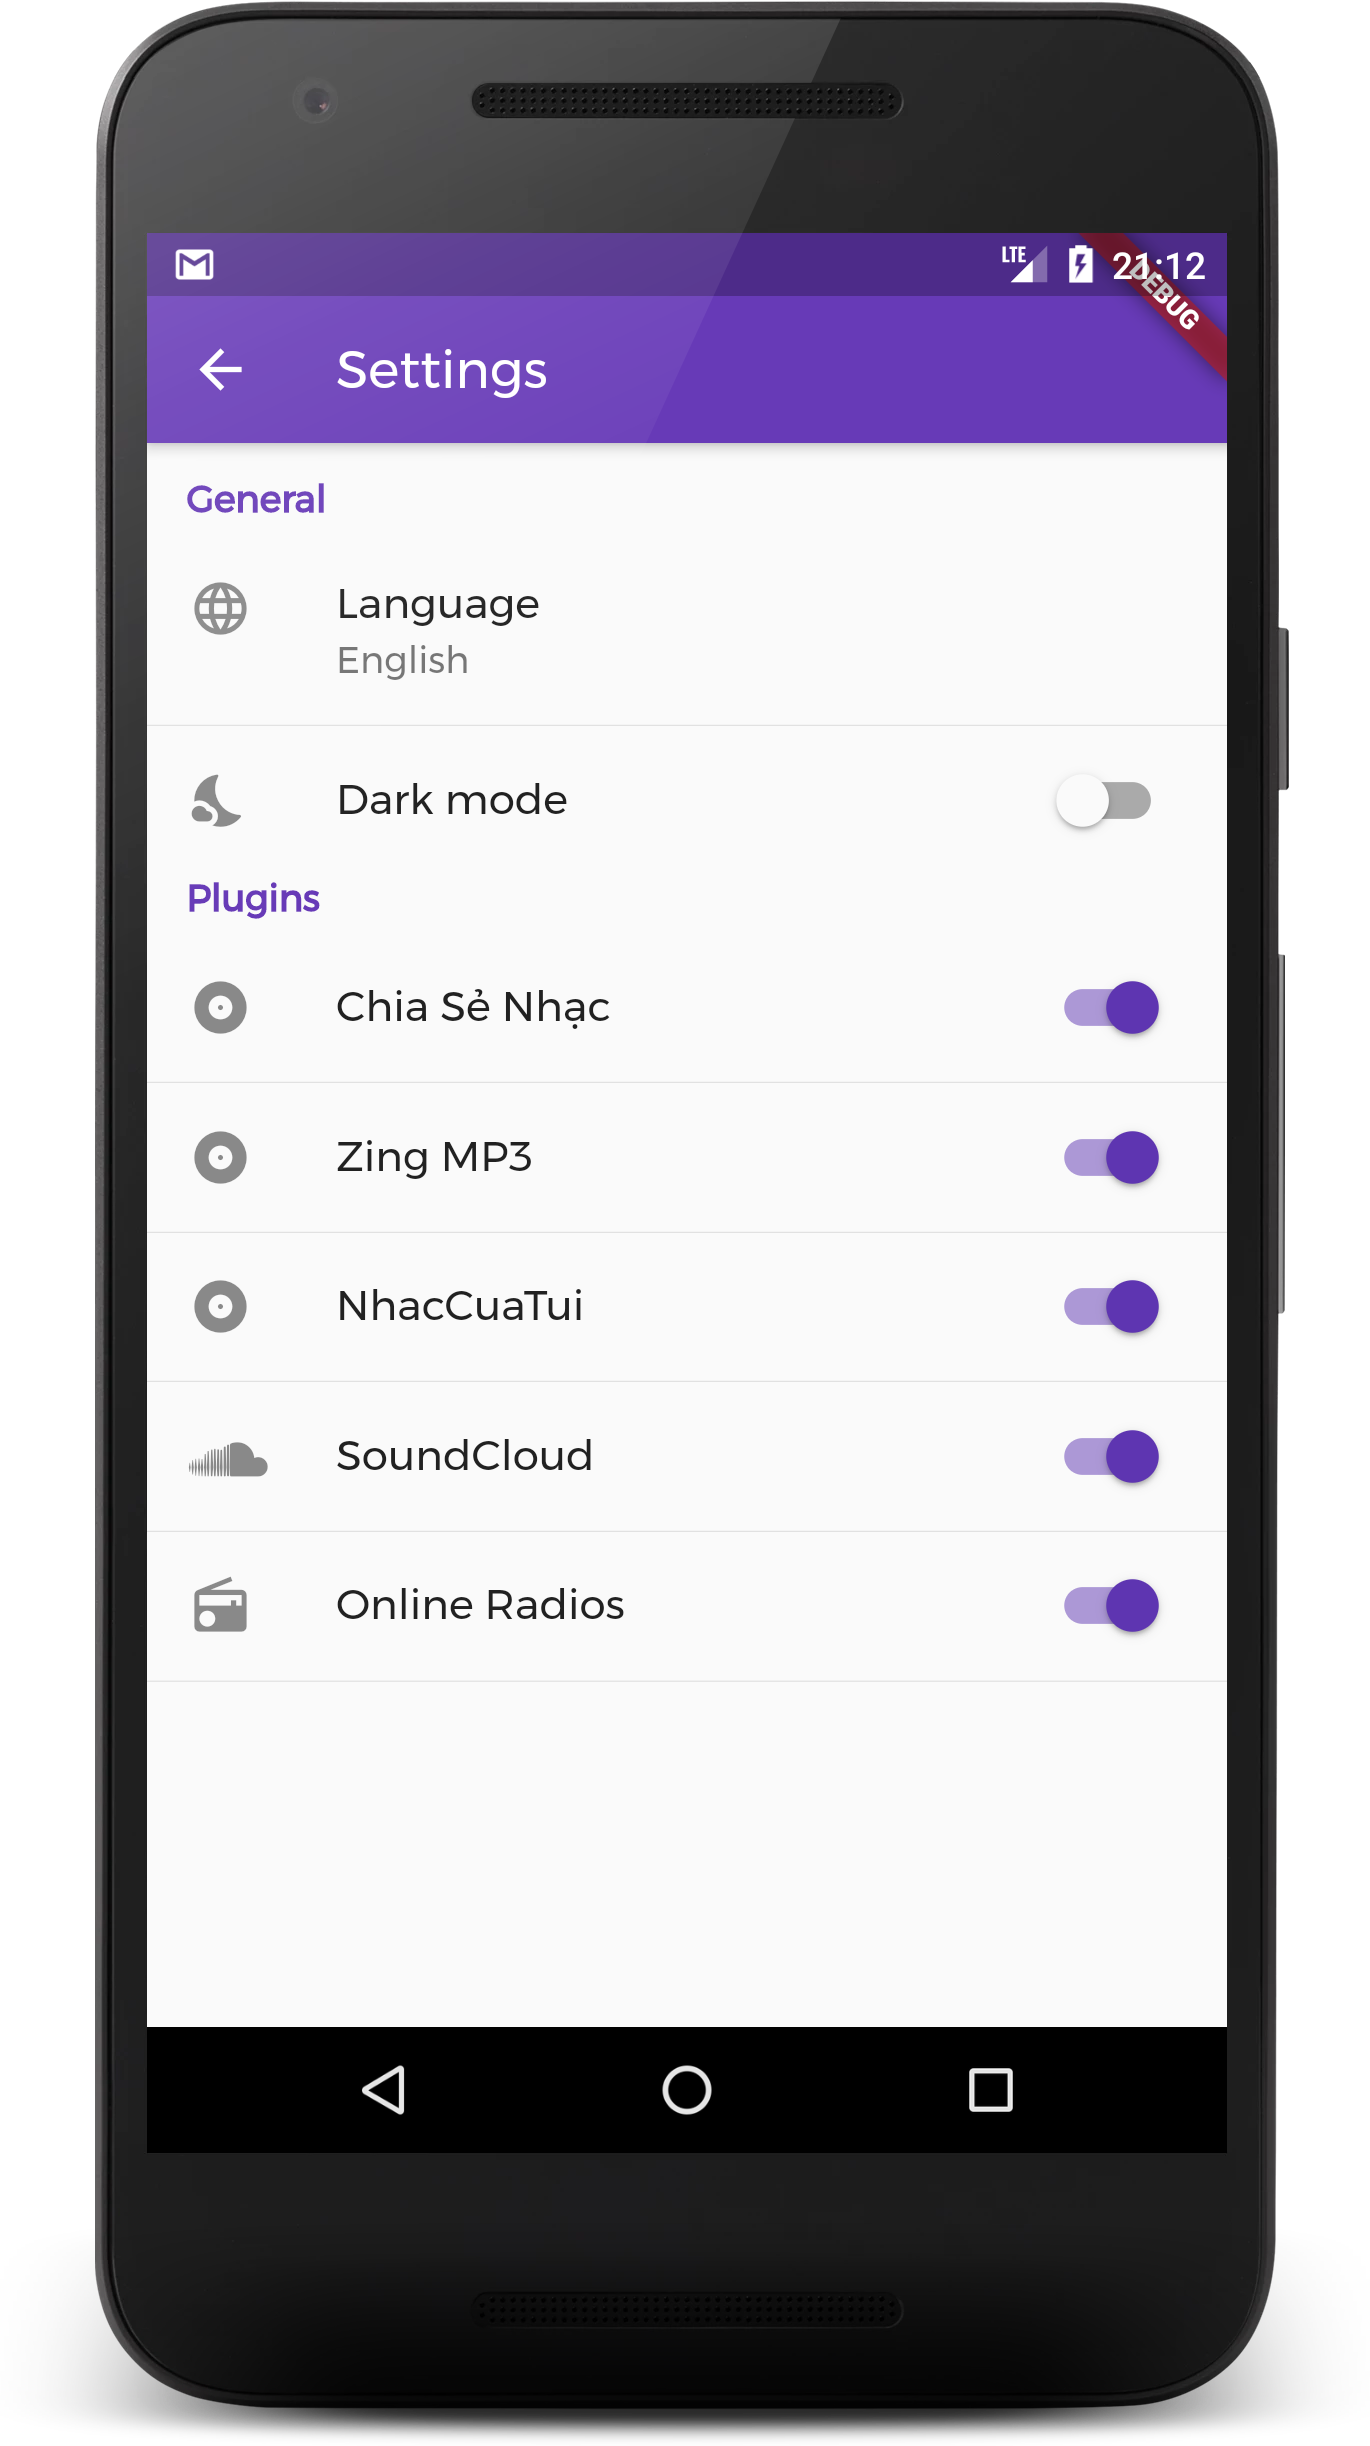 LTE 21:12
DEBUG
Settings
General
Language
English
Dark mode
Plugins
Chia Sẻ Nhạc
Zing MP3
NhacCuaTui
SoundCloud
Online Radios